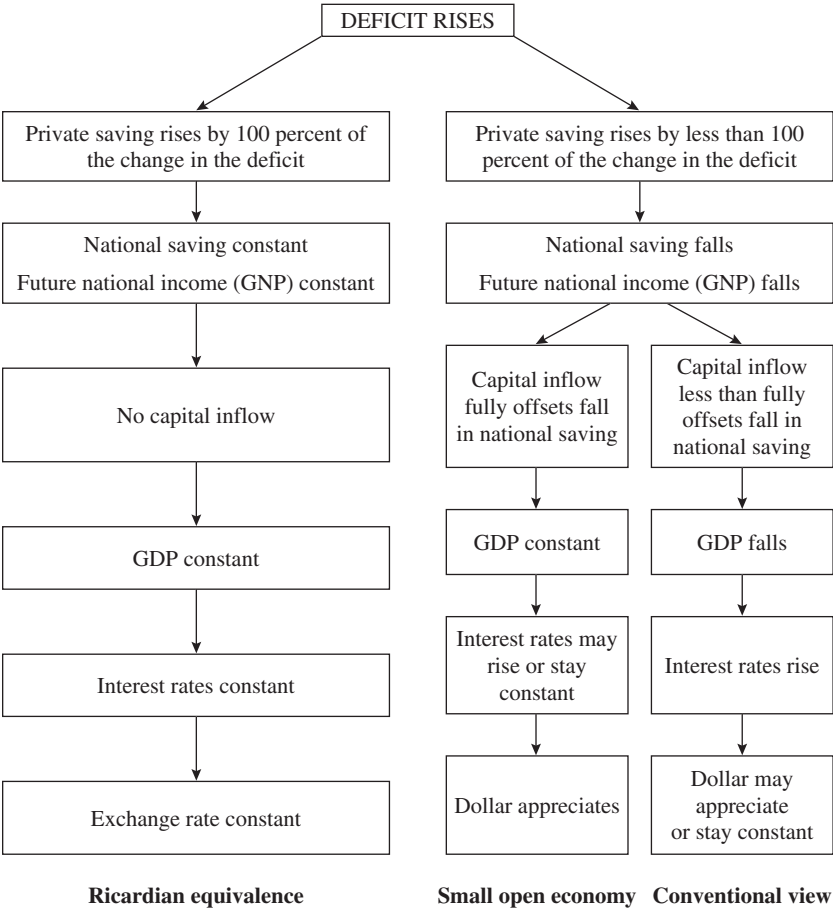 DEFICIT RISES
Private saving rises by 100 percent of
the change in the deficit
National saving constant
Future national income (GNP) constant
No capital inflow
GDP constant
Interest rates constant
Exchange rate constant
Ricardian equivalence
Private saving rises by less than 100
percent of the change in the deficit
National saving falls
Future national income (GNP) falls
Capital inflow
fully offsets fall
in national saving
GDP constant
Interest rates may
rise or stay
constant
Dollar appreciates
Small open economy
Capital inflow
less than fully
offsets fall in
national saving
GDP falls
Interest rates rise
Dollar may
appreciate
or stay constant
Conventional view